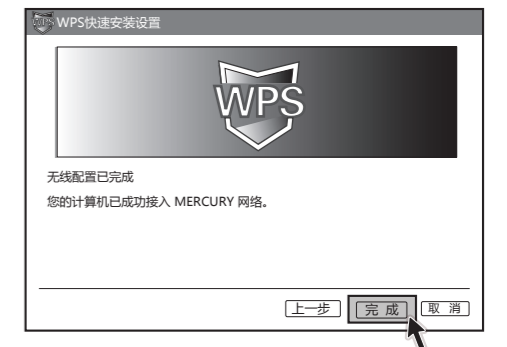 WPS快速安装设置
WPS
无线配置已完成
您的计算机已成功接入 MERCURY 网络。
上一步 完 成 取 消